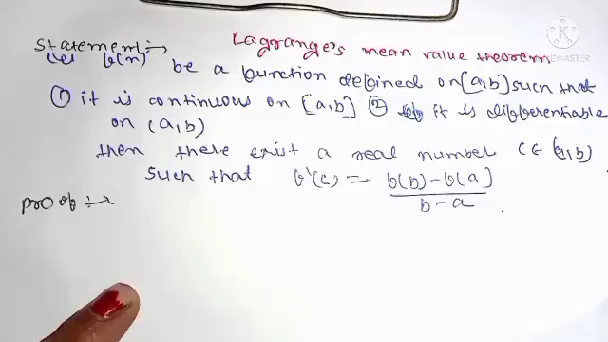 Statement:→ Lagrange's mean value theorem
Let f(x) be a function defined on [a,b] such that
① it is continuous on [a,b] ② it is differentiable
on (a,b)
then there exist a real number C∈(a,b)
such that f'(c) = f(b)-f(a)
b-a
proof:→